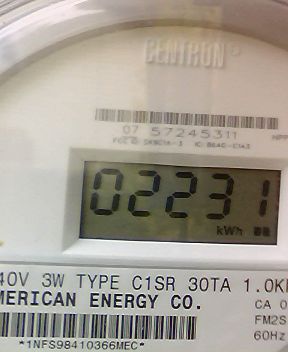 CENTRON®
07 57245311
02231
kWh
40V 3W TYPE C1SR 30TA 1.0K
MERICAN ENERGY CO.
CA 0
FM2S
60Hz
*1NFS98410366MEC*